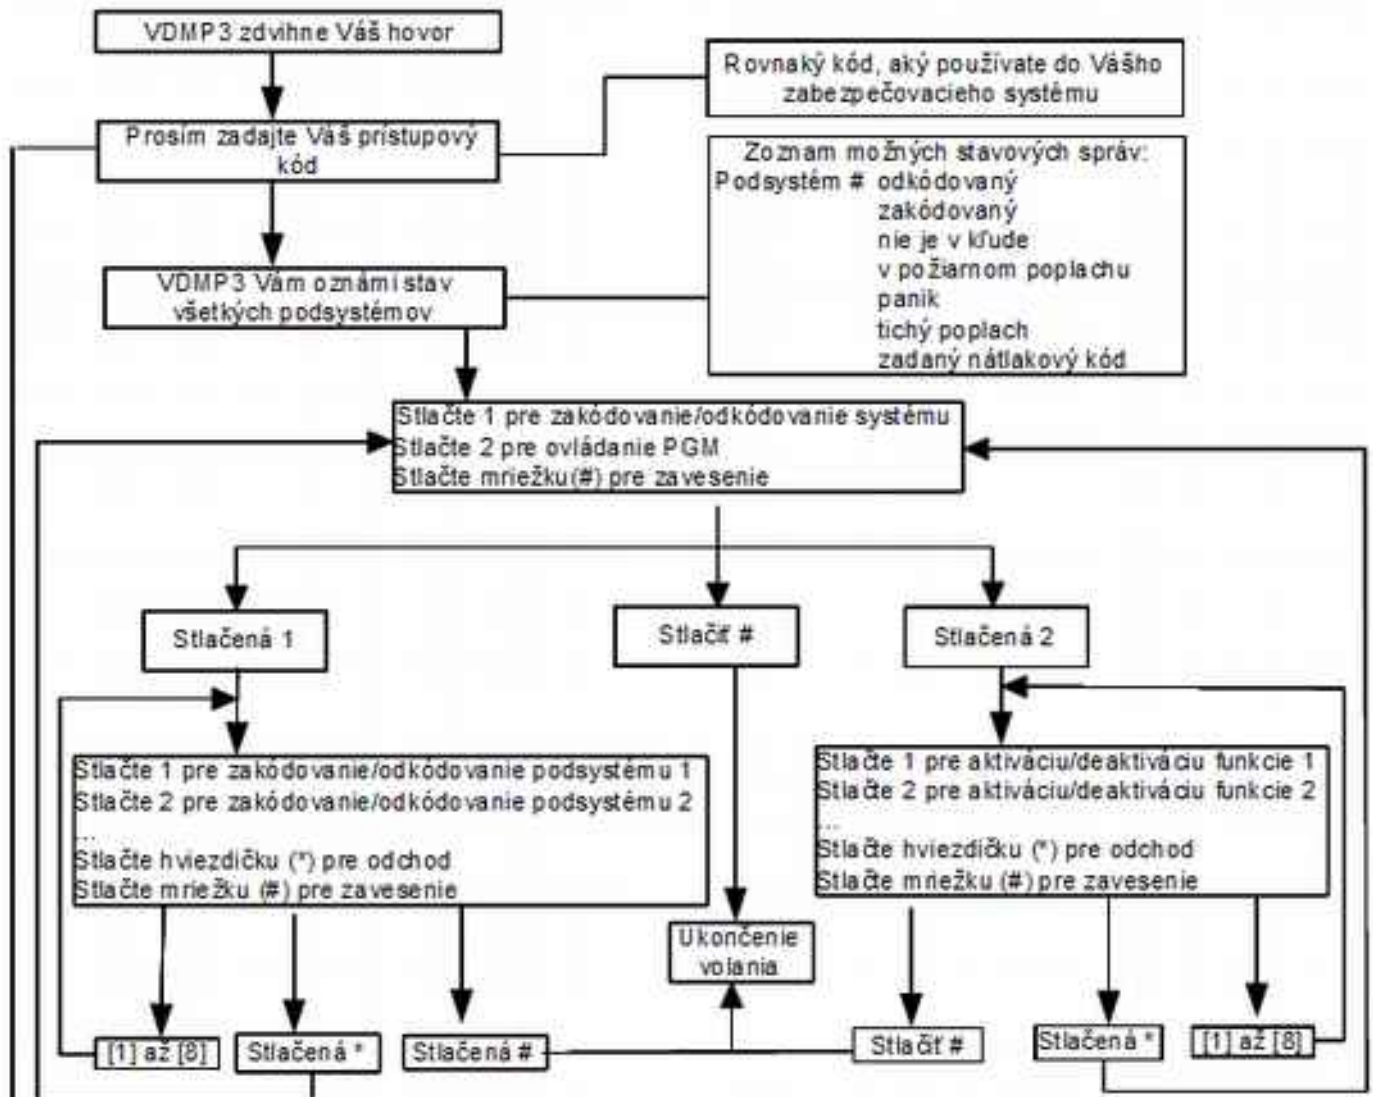 VDMP3 zdvihne Váš hovor
Rovnaký kód, aký používate do Vášho
zabezpečovacieho systému
Prosím zadajte Váš prístupový
kód
Zoznam možných stavových správ:
Podsystém # odkódovaný
zakódovaný
nie je v kľude
v požiarnom poplachu
panik
tichý poplach
zadaný nátlakový kód
VDMP3 Vám oznámi stav
všetkých podsystémov
Stlačte 1 pre zakódovanie/odkódovanie systému
Stlačte 2 pre ovládanie PGM
Stlačte mriežku(#) pre zavesenie
Stlačená 1
Stlačiť #
Stlačená 2
Stlačte 1 pre zakódovanie/odkódovanie podsystému 1
Stlačte 2 pre zakódovanie/odkódovanie podsystému 2
...
Stlačte hviezdičku (*) pre odchod
Stlačte mriežku (#) pre zavesenie
Stlačte 1 pre aktiváciu/deaktiváciu funkcie 1
Stlačte 2 pre aktiváciu/deaktiváciu funkcie 2
...
Stlačte hviezdičku (*) pre odchod
Stlačte mriežku (#) pre zavesenie
Ukončenie
volania
[1] až [8]
Stlačená *
Stlačená #
Stlačiť #
Stlačená *
[1] až [8]